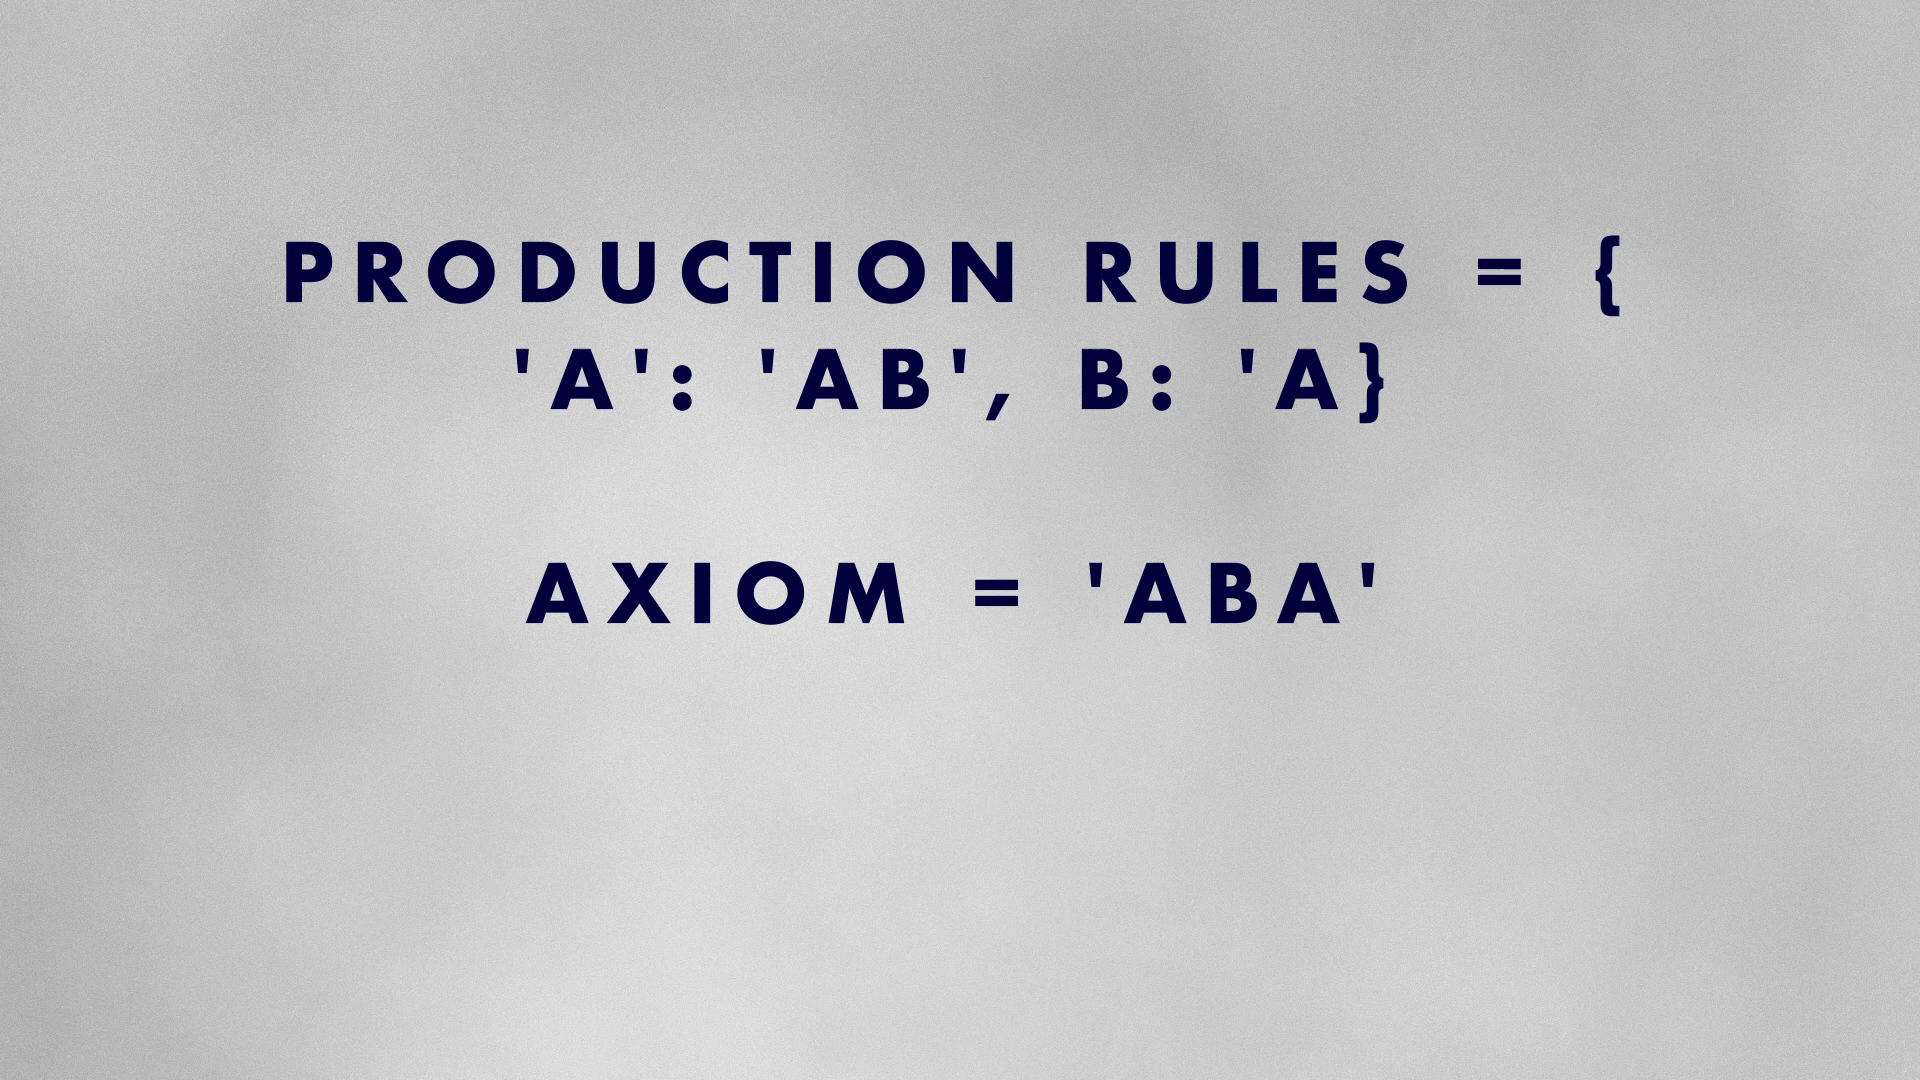 PRODUCTION RULES = {
'A': 'AB', B: 'A}
AXIOM = 'ABA'